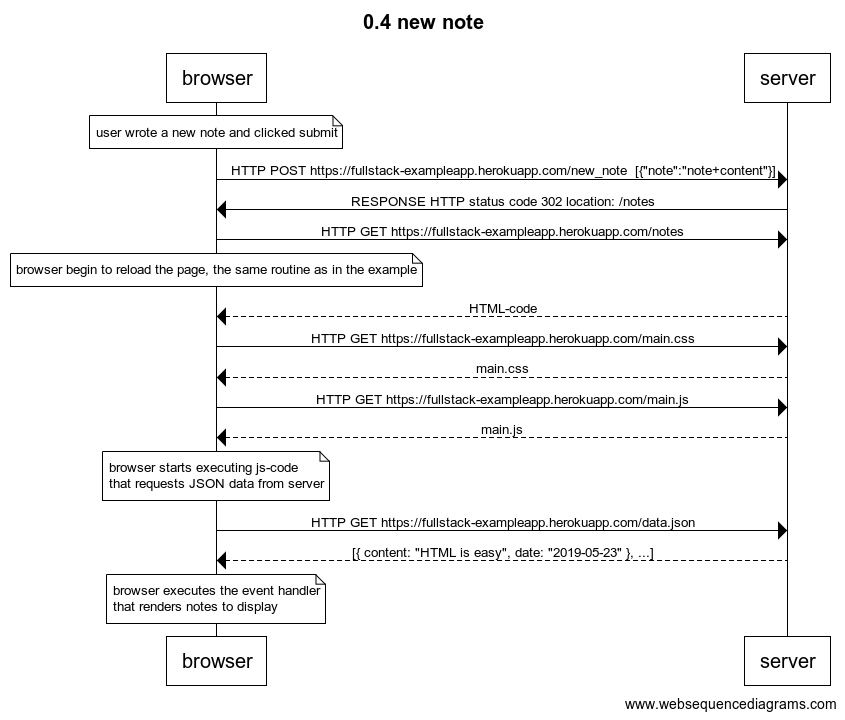 0.4 new note
browser
server
user wrote a new note and clicked submit
HTTP POST https://fullstack-exampleapp.herokuapp.com/new_note [{"note":"note+content"}]
RESPONSE HTTP status code 302 location: /notes
HTTP GET https://fullstack-exampleapp.herokuapp.com/notes
browser begin to reload the page, the same routine as in the example
HTML-code
HTTP GET https://fullstack-exampleapp.herokuapp.com/main.css
main.css
HTTP GET https://fullstack-exampleapp.herokuapp.com/main.js
main.js
browser starts executing js-code
that requests JSON data from server
HTTP GET https://fullstack-exampleapp.herokuapp.com/data.json
[{ content: "HTML is easy", date: "2019-05-23" }, ...]
browser executes the event handler
that renders notes to display
browser
server
www.websequencediagrams.com